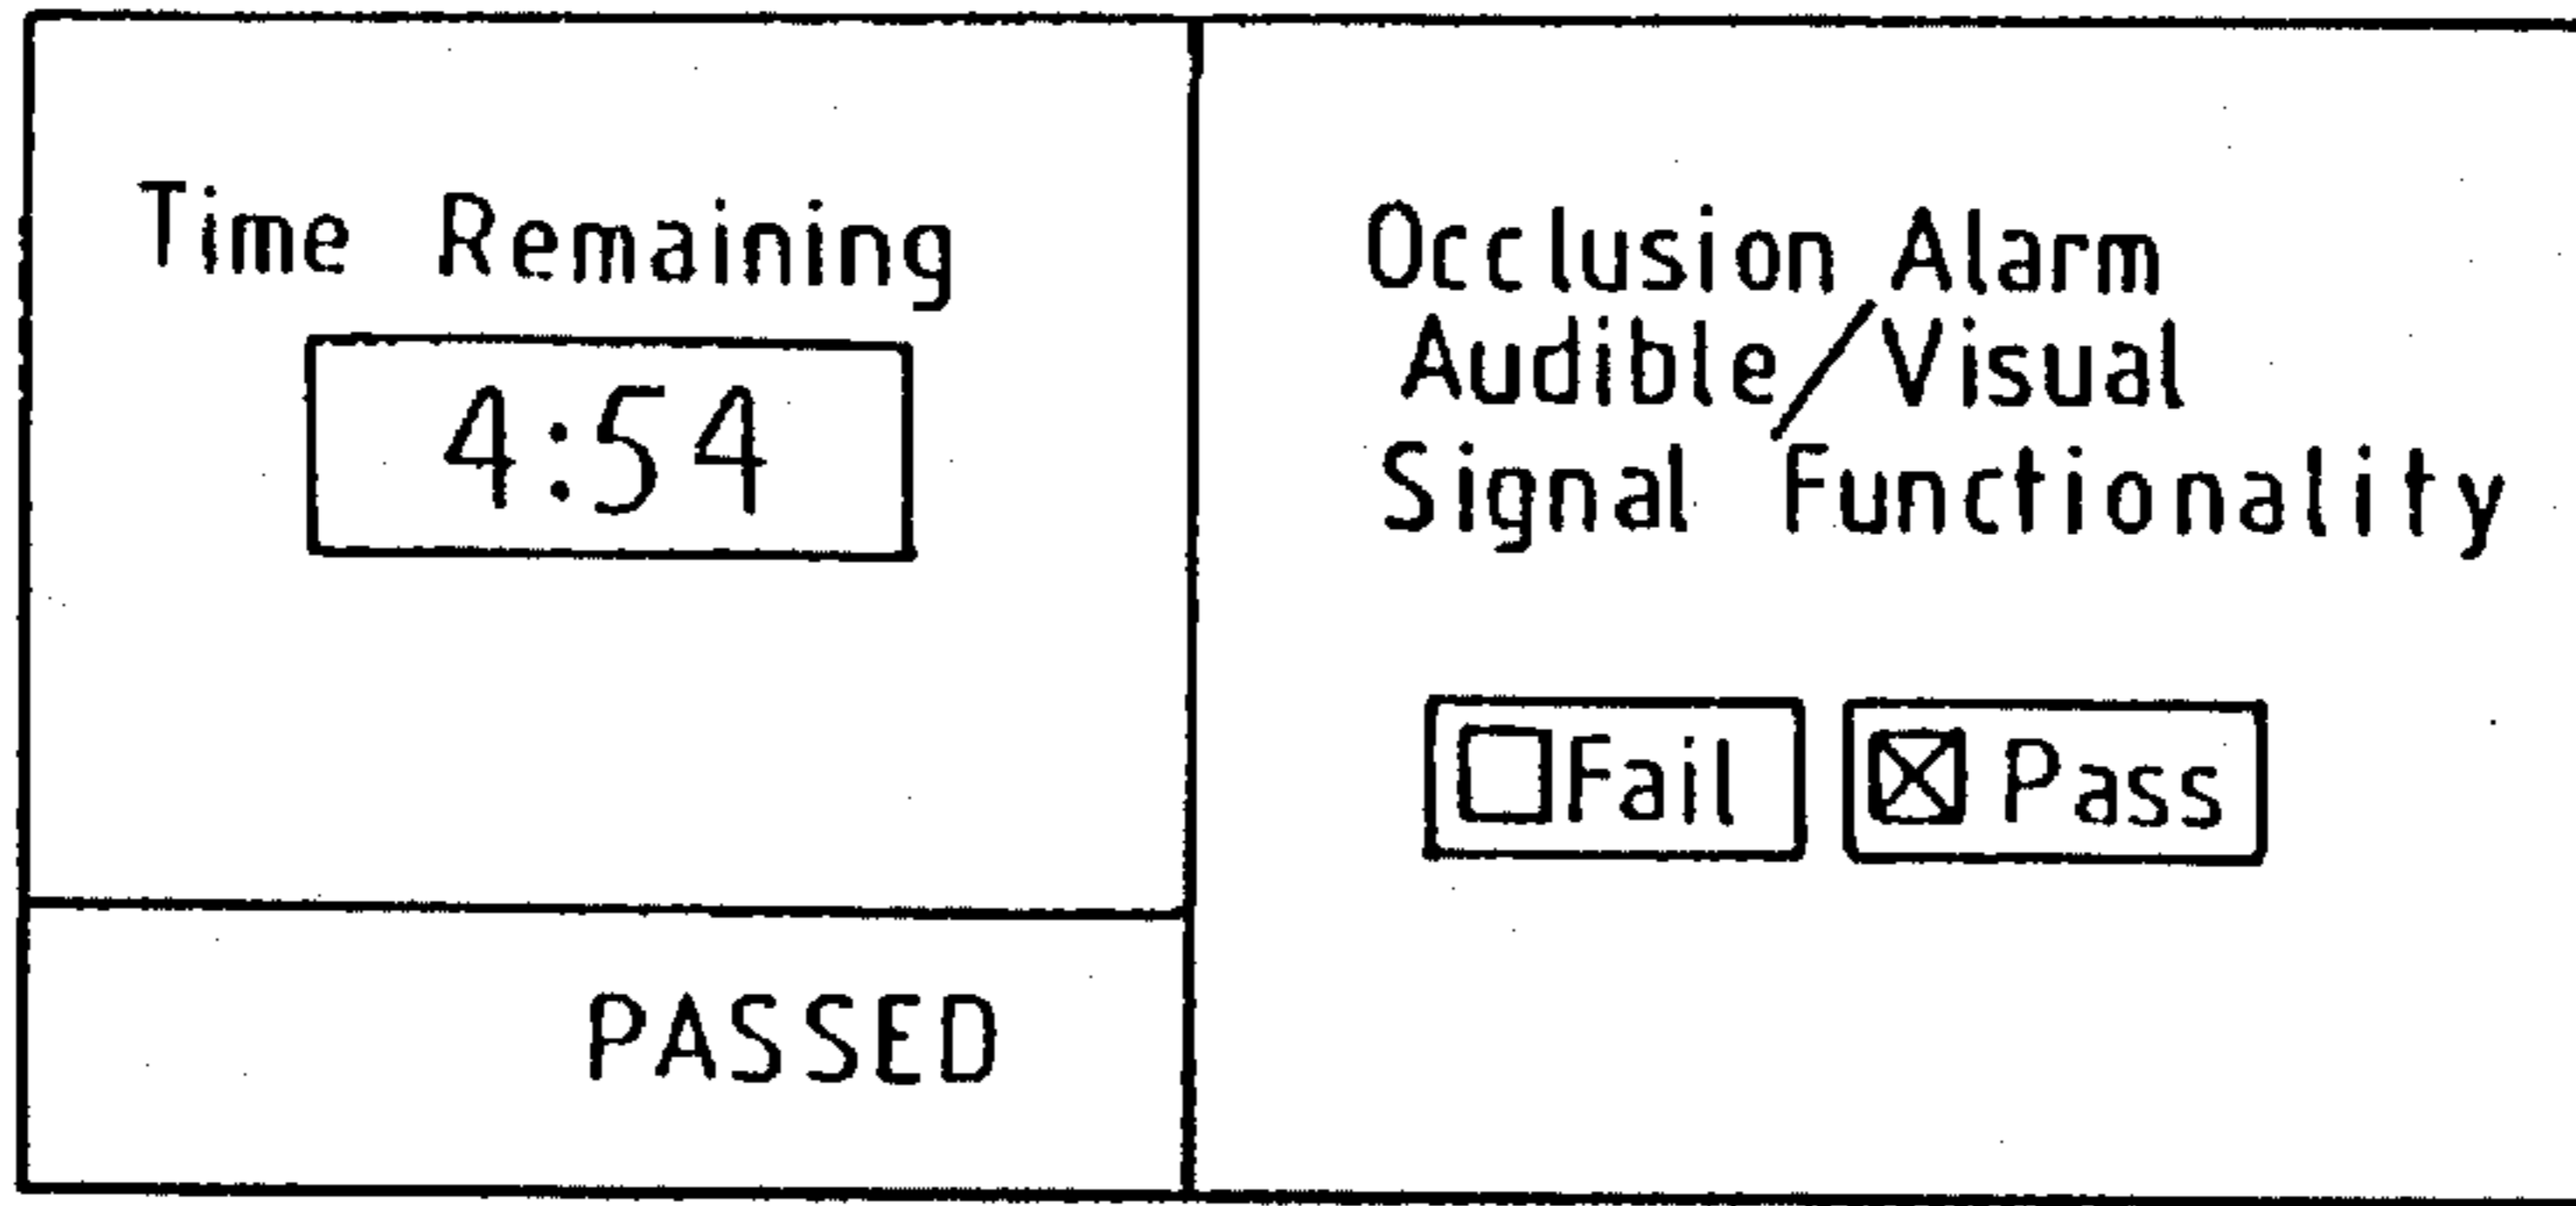 Time Remaining
4:54
PASSED
Occlusion Alarm
Audible/Visual
Signal Functionality
Fail
Pass